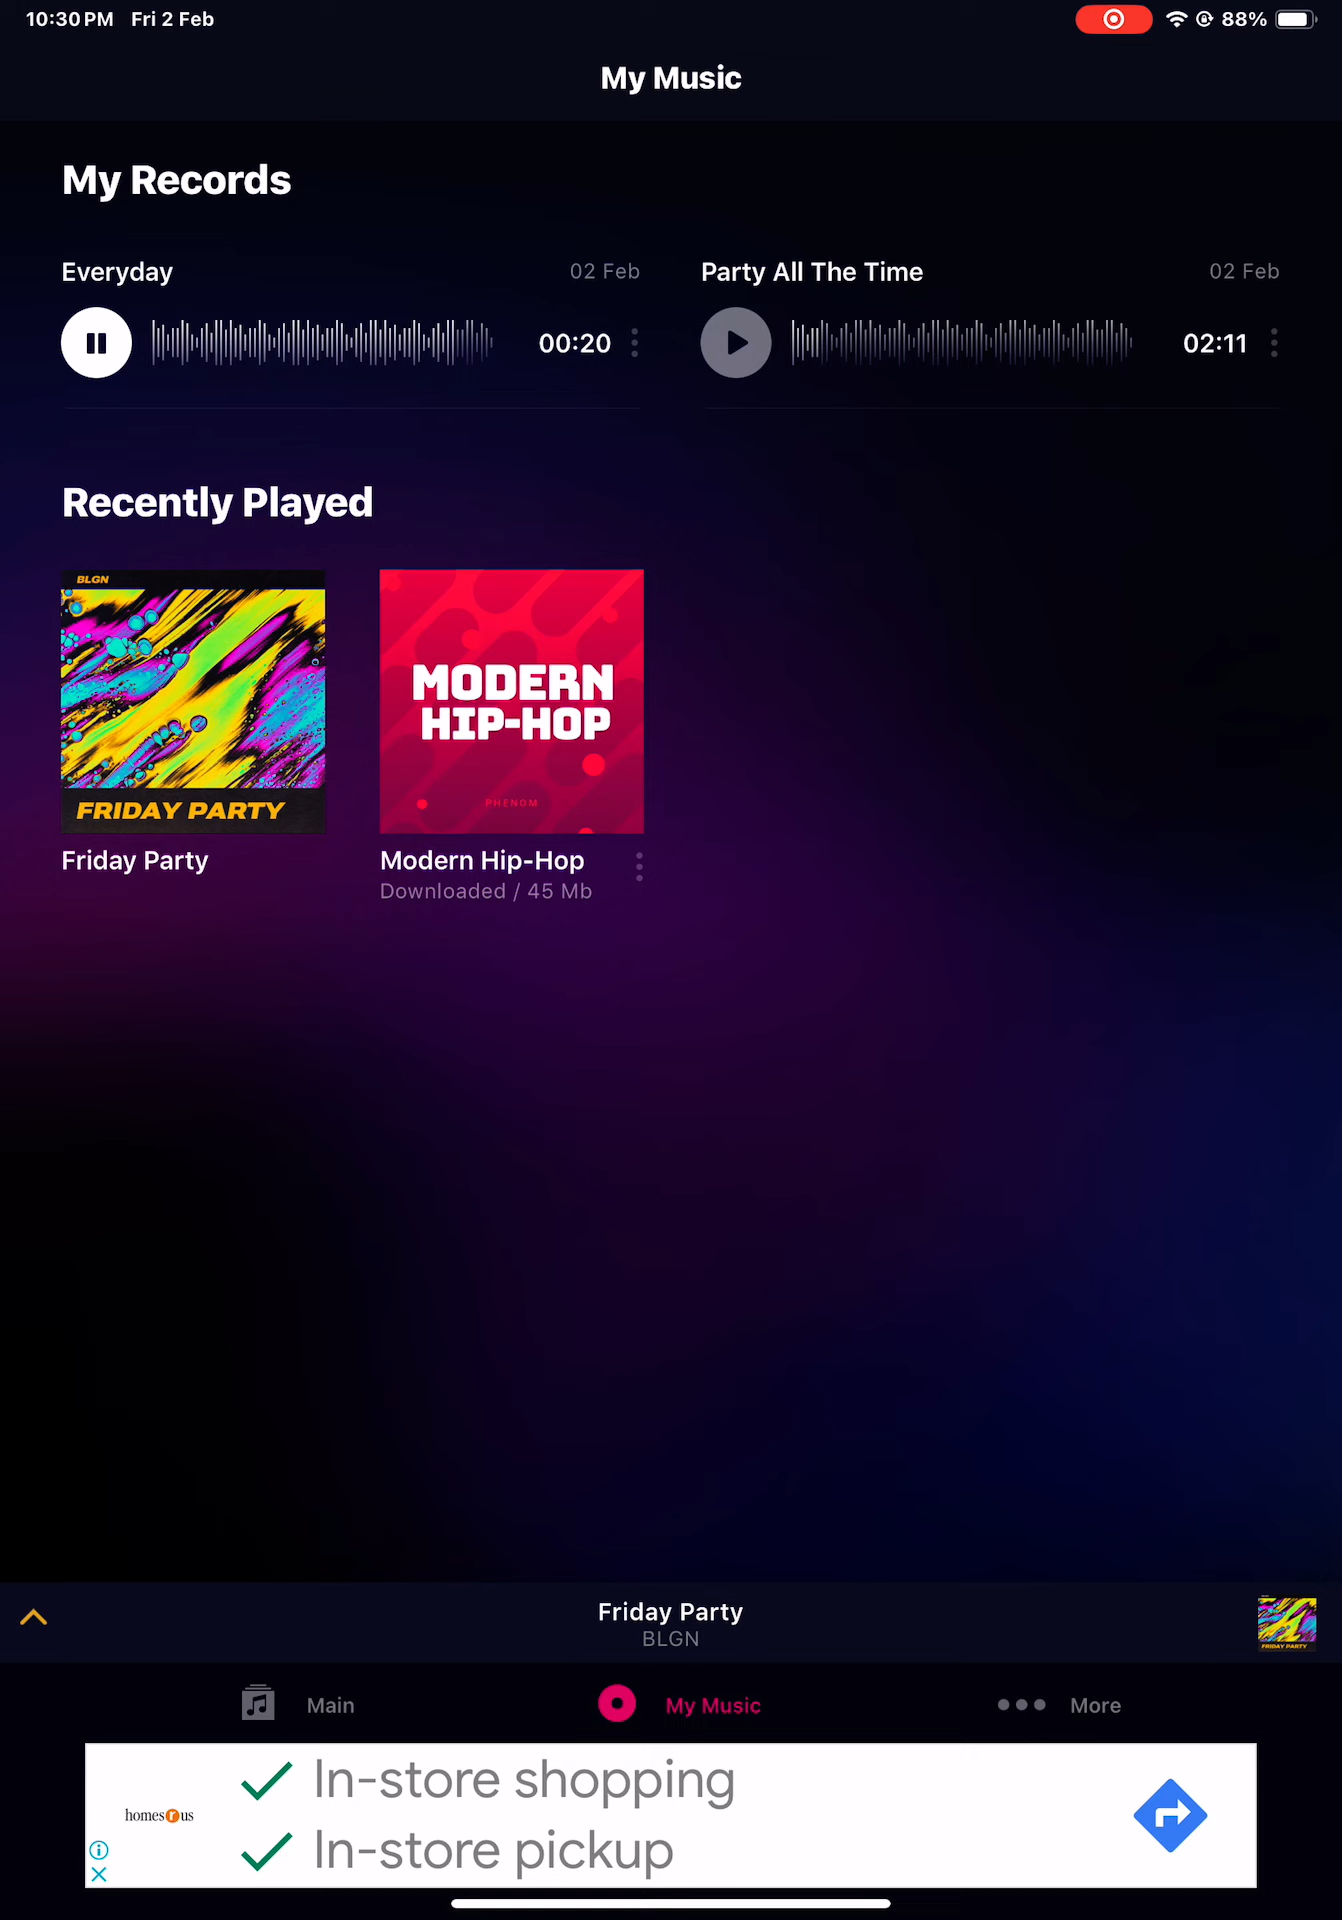 10:30 PM Fri 2 Feb
88%
My Music
My Records
Everyday
02 Feb
00:20
Party All The Time
02 Feb
02:11
Recently Played
BLGN
FRIDAY PARTY
Friday Party
MODERN
HIP-HOP
PHENOM
Modern Hip-Hop
Downloaded / 45 Mb
Friday Party
BLGN
FRIDAY PARTY
Main
My Music
More
homes r us
In-store shopping
In-store pickup